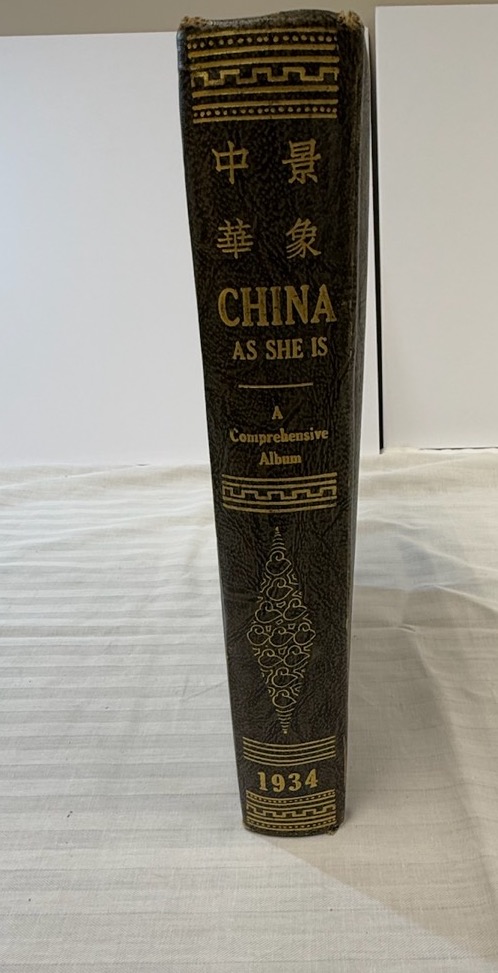 中華
景象
CHINA
AS SHE IS
A
Comprehensive
Album
1934